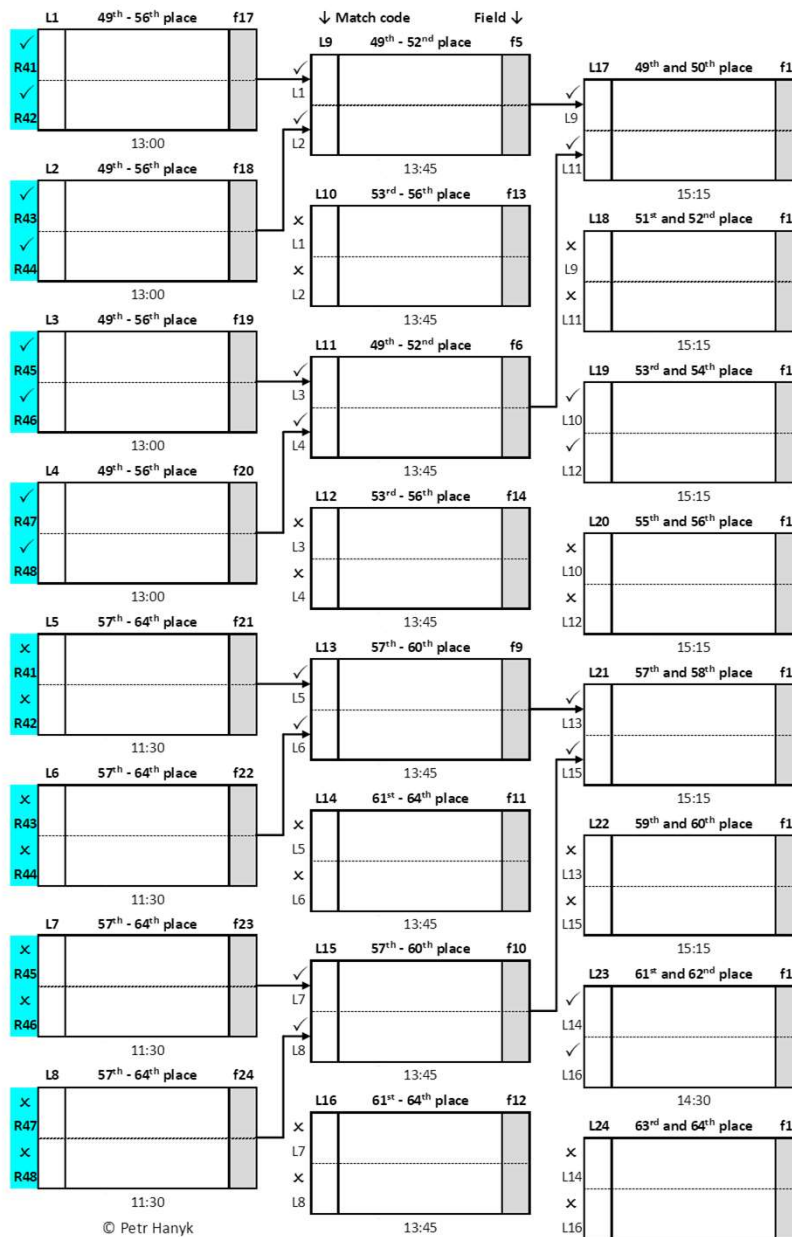 L1 49th - 56th place f17
✓
R41
✓
R42
13:00
L2 49th - 56th place f18
✓
R43
✓
R44
13:00
L3 49th - 56th place f19
✓
R45
✓
R46
13:00
L4 49th - 56th place f20
✓
R47
✓
R48
13:00
L5 57th - 64th place f21
x
R41
x
R42
11:30
L6 57th - 64th place f22
x
R43
x
R44
11:30
L7 57th - 64th place f23
x
R45
x
R46
11:30
L8 57th - 64th place f24
x
R47
x
R48
11:30
© Petr Hanyk
↓ Match code Field ↓
L9 49th - 52nd place f5
✓
L1
✓
L2
13:45
L10 53rd - 56th place f13
x
L1
x
L2
13:45
L11 49th - 52nd place f6
✓
L3
✓
L4
13:45
L12 53rd - 56th place f14
x
L3
x
L4
13:45
L13 57th - 60th place f9
✓
L5
✓
L6
13:45
L14 61st - 64th place f11
x
L5
x
L6
13:45
L15 57th - 60th place f10
✓
L7
✓
L8
13:45
L16 61st - 64th place f12
x
L7
x
L8
13:45
L17 49th and 50th place f1
✓
L9
✓
L11
15:15
L18 51st and 52nd place f1
x
L9
x
L11
15:15
L19 53rd and 54th place f1
✓
L10
✓
L12
15:15
L20 55th and 56th place f1
x
L10
x
L12
15:15
L21 57th and 58th place f1
✓
L13
✓
L15
15:15
L22 59th and 60th place f1
x
L13
x
L15
15:15
L23 61st and 62nd place f1
✓
L14
✓
L16
14:30
L24 63rd and 64th place f1
x
L14
x
L16